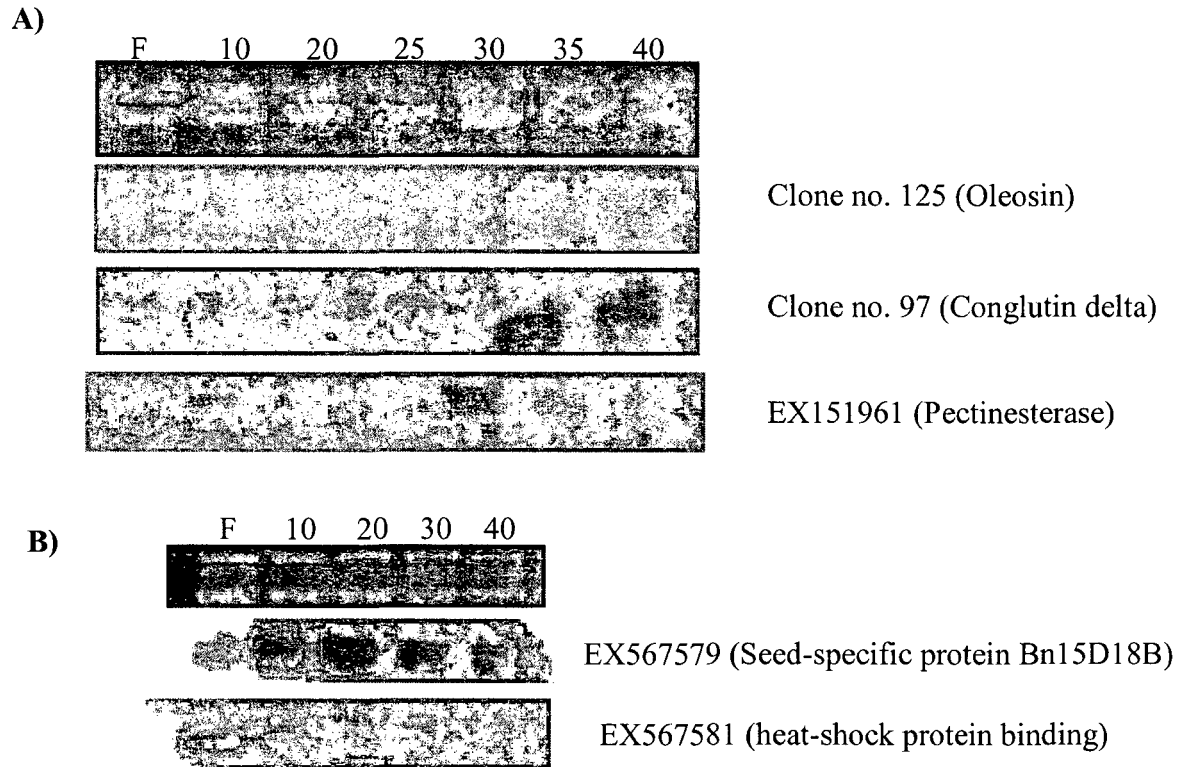 A)
F 10 20 25 30 35 40
Clone no. 125 (Oleosin)
Clone no. 97 (Conglutin delta)
EX151961 (Pectinesterase)
B)
F 10 20 30 40
EX567579 (Seed-specific protein Bn15D18B)
EX567581 (heat-shock protein binding)